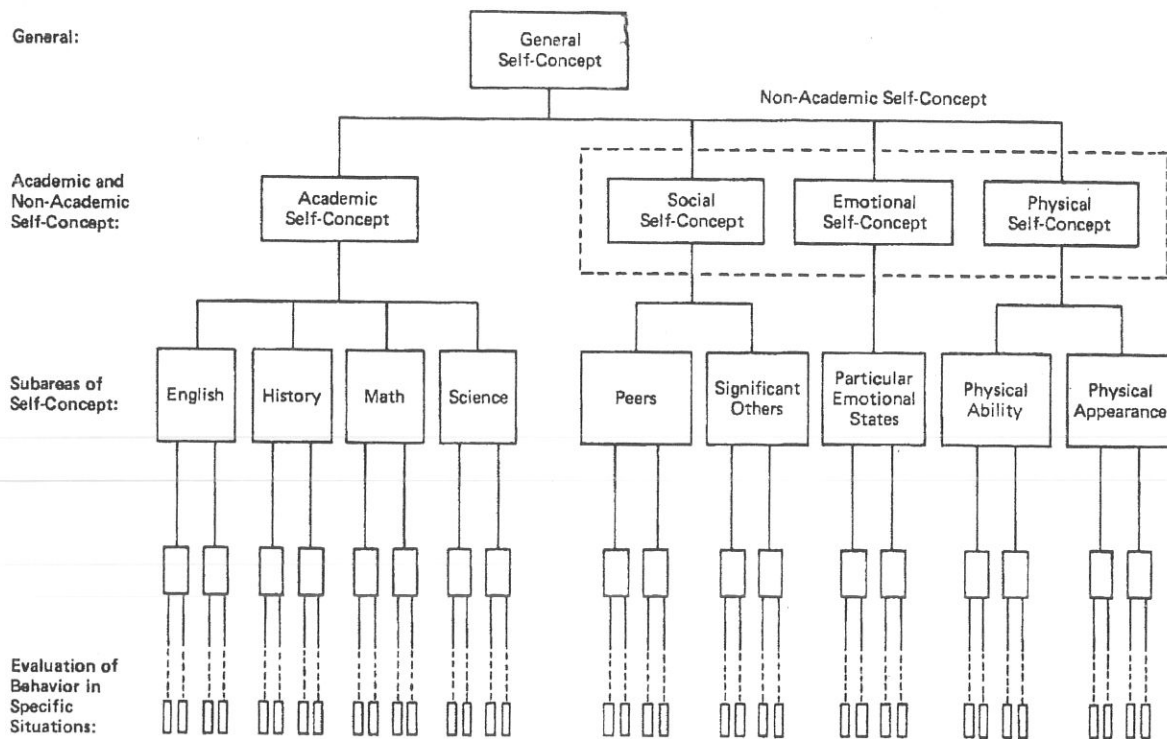 General:
General
Self-Concept
Non-Academic Self-Concept
Academic and
Non-Academic
Self-Concept:
Academic
Self-Concept
Social
Self-Concept
Emotional
Self-Concept
Physical
Self-Concept
Subareas of
Self-Concept:
English
History
Math
Science
Peers
Significant
Others
Particular
Emotional
States
Physical
Ability
Physical
Appearance
Evaluation of
Behavior in
Specific
Situations: